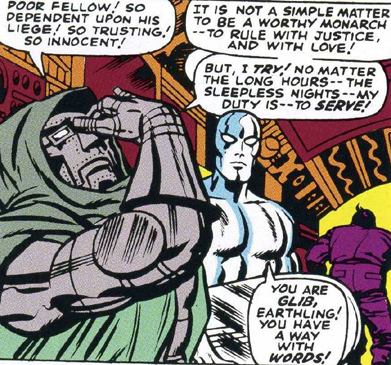 POOR FELLOW! SO
DEPENDENT UPON HIS
LIEGE! SO TRUSTING!
SO INNOCENT!
IT IS NOT A SIMPLE MATTER
TO BE A WORTHY MONARCH
--TO RULE WITH JUSTICE,
AND WITH LOVE!
BUT, I TRY! NO MATTER
THE LONG HOURS--THE
SLEEPLESS NIGHTS--MY
DUTY IS--TO SERVE!
YOU ARE
GLIB,
EARTHLING!
YOU HAVE
A WAY
WITH
WORDS!